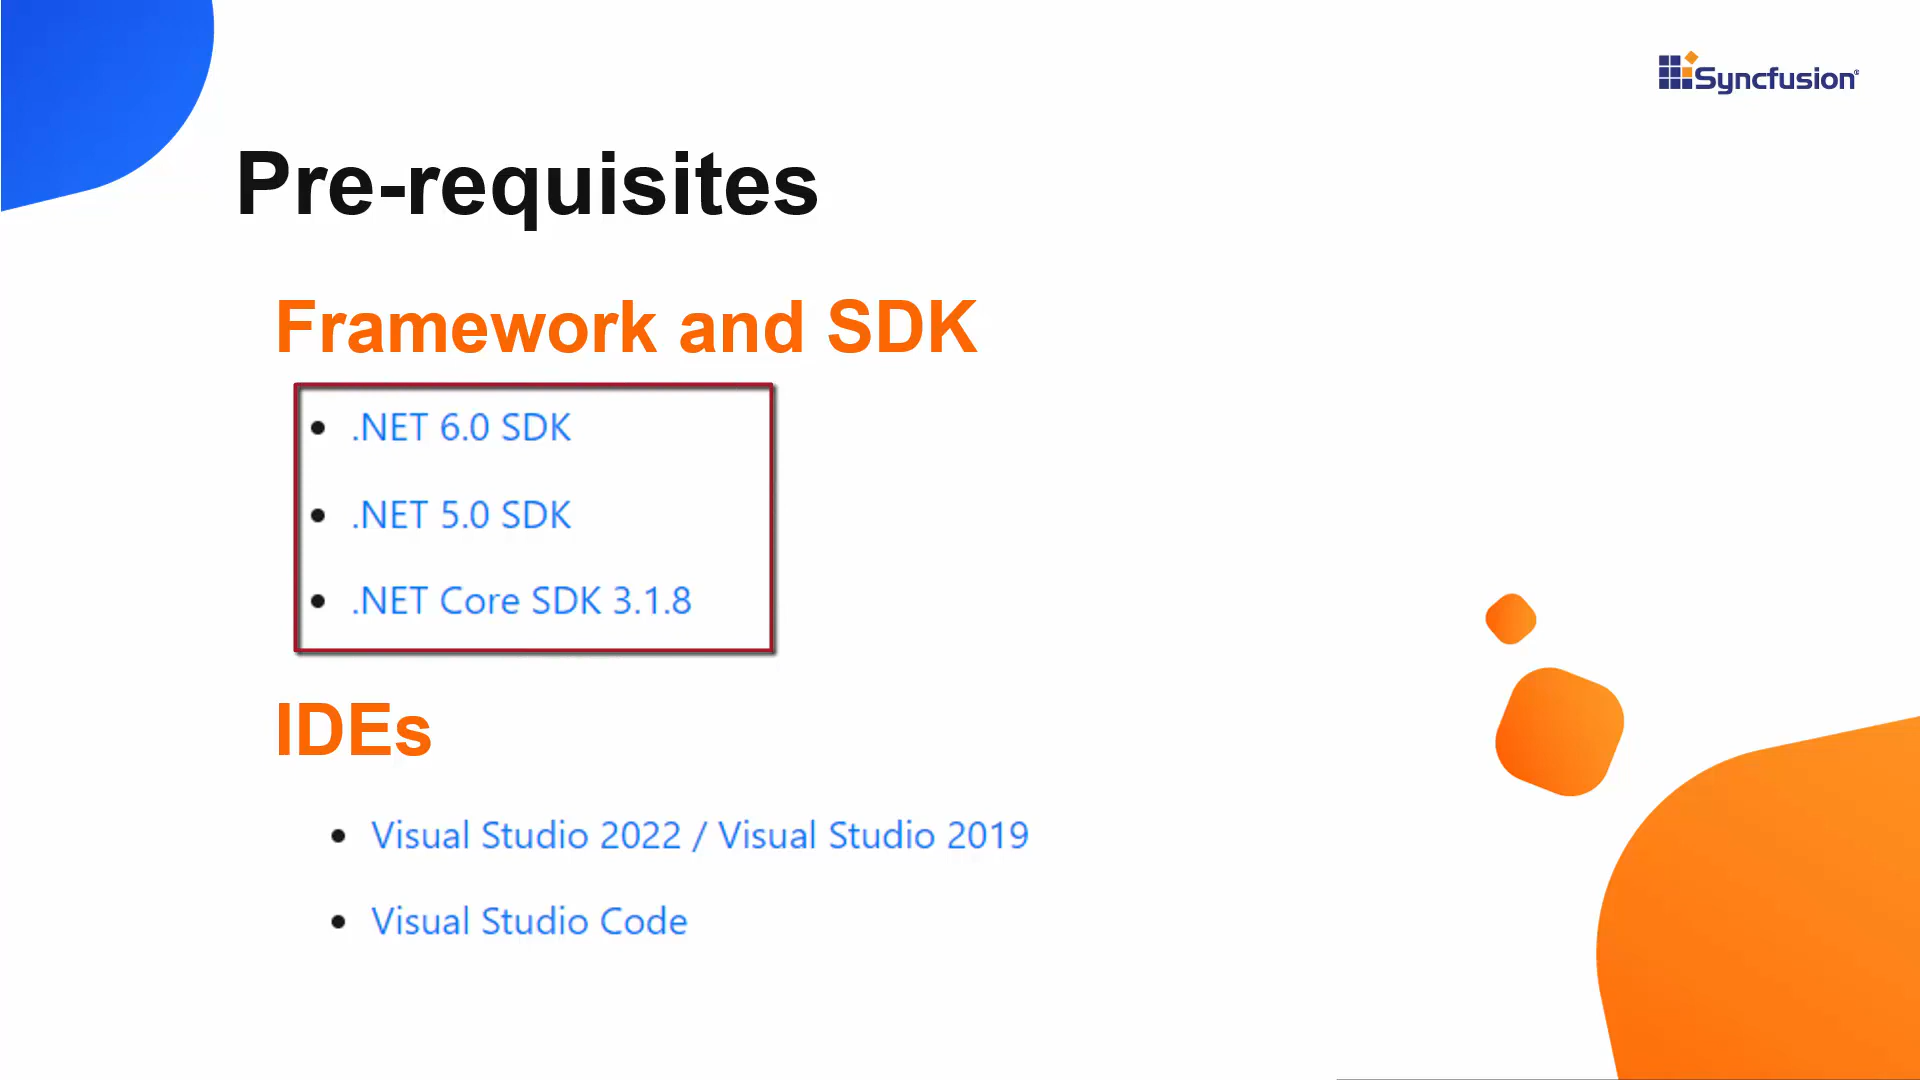 Syncfusion
Pre-requisites
Framework and SDK
.NET 6.0 SDK
.NET 5.0 SDK
.NET Core SDK 3.1.8
IDEs
Visual Studio 2022 / Visual Studio 2019
Visual Studio Code